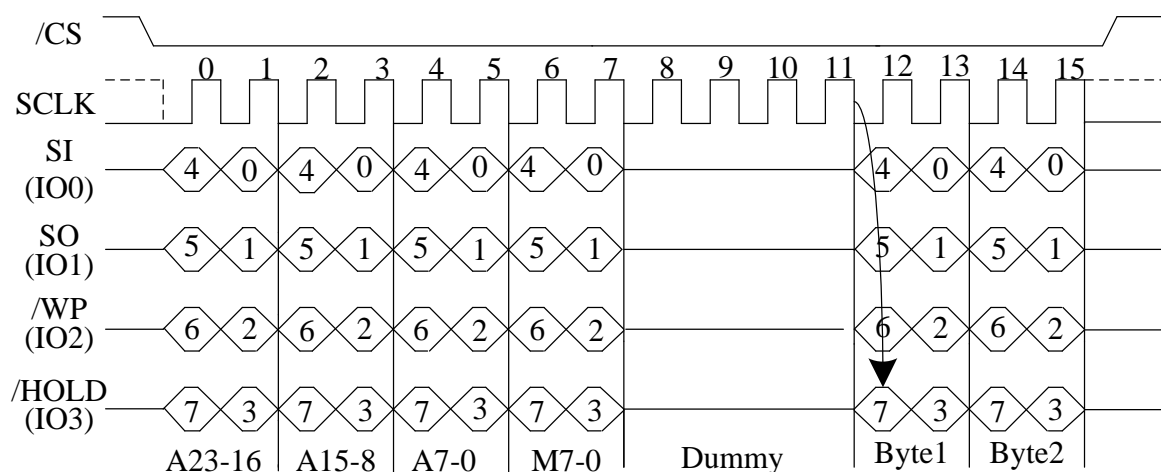 /CS
0 1 2 3 4 5 6 7 8 9 10 11 12 13 14 15
SCLK
SI
(IO0)
4 0 4 0 4 0 4 0 4 0 4 0
SO
(IO1)
5 1 5 1 5 1 5 1 5 1 5 1
/WP
(IO2)
6 2 6 2 6 2 6 2 6 2 6 2
/HOLD
(IO3)
7 3 7 3 7 3 7 3 7 3 7 3
A23-16 A15-8 A7-0 M7-0 Dummy Byte1 Byte2